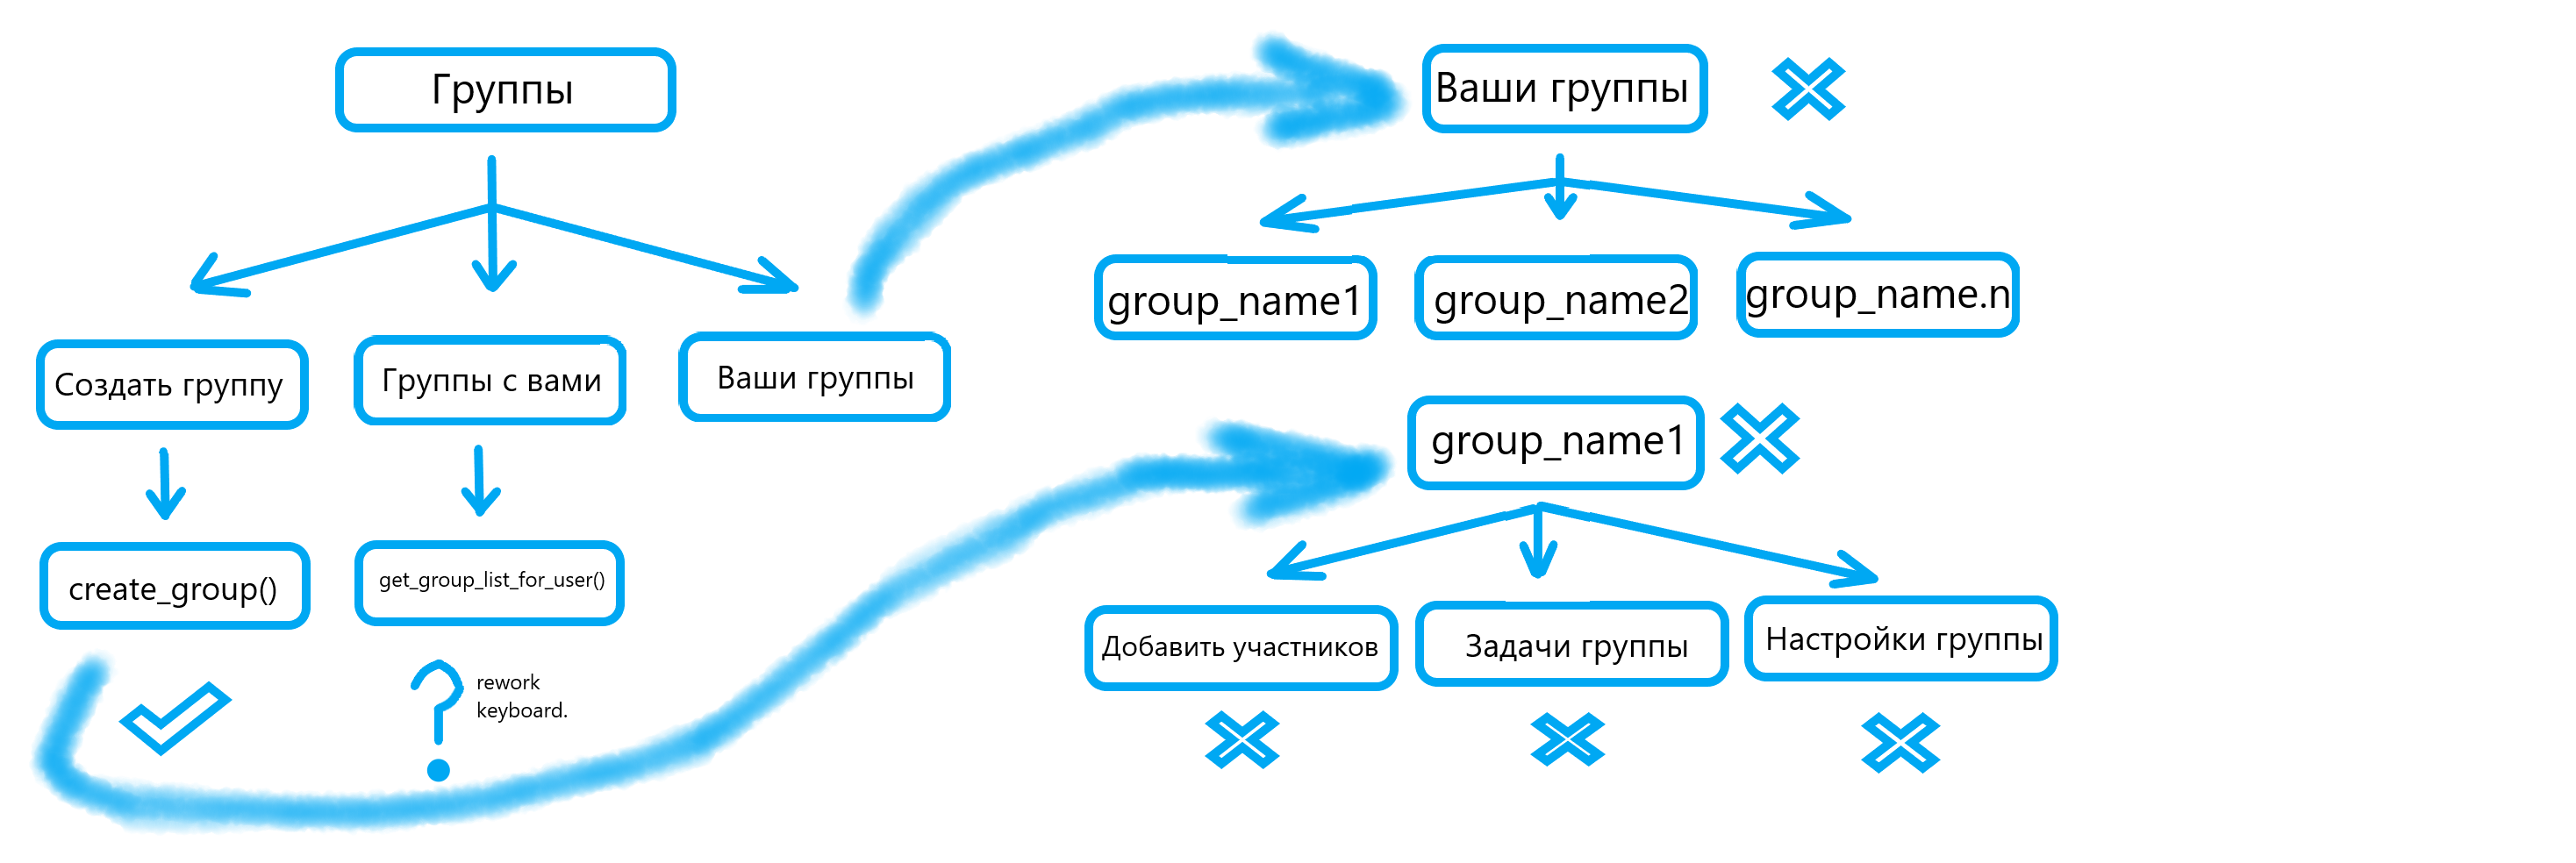 Группы
Создать группу
Группы с вами
Ваши группы
create_group()
get_group_list_for_user()
rework
keyboard.
Ваши группы
group_name1
group_name2
group_name.n
group_name1
Добавить участников
Задачи группы
Настройки группы